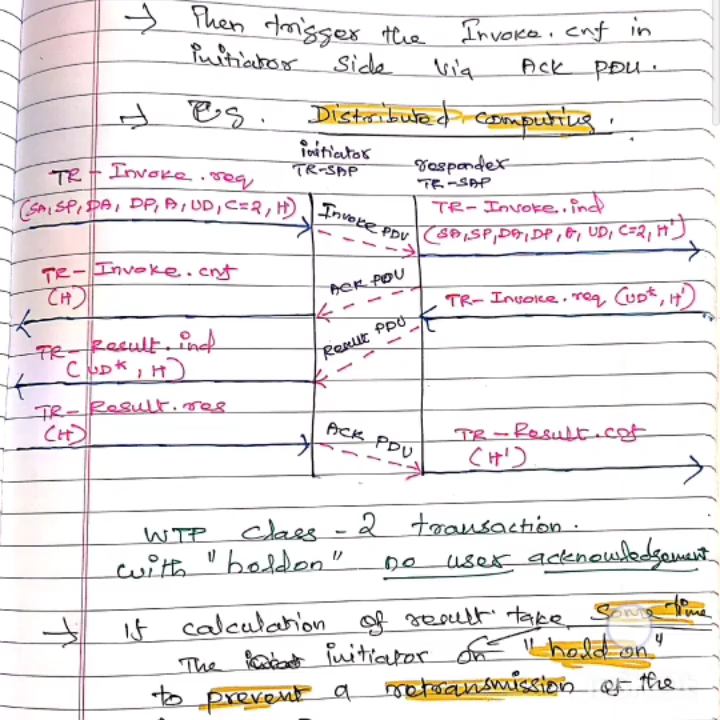 → Then trigger the Invoke.cnf in
initiator side via Ack PDU.
→ Eg. Distributed computing.
initiator
TR-SAP
responder
TR-SAP
TR-Invoke.req
(SA, SP, DA, DP, A, UD, C=2, H)
Invoke PDU
TR-Invoke.ind
(SA, SP, DA, DP, A, UD, C=2, H')
TR-Invoke.cnf
(H)
Ack PDU
TR-Invoke.req (UD*, H')
Result PDU
TR-Result.ind
(UD*, H)
TR-Result.res
(H)
Ack PDU
TR-Result.cnf
(H')
WTP Class-2 transaction.
with "holdon" no user acknowledgement
→ If calculation of result take some time
The initiator on "hold on"
to prevent a retransmission of the